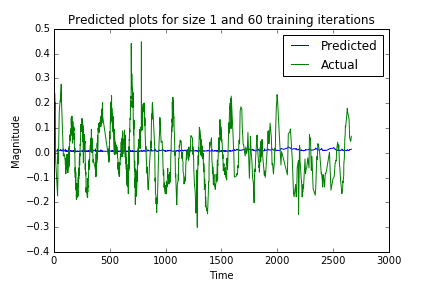 Predicted plots for size 1 and 60 training iterations
0.5
0.4
0.3
0.2
0.1
0.0
−0.1
−0.2
−0.3
−0.4
Magnitude
Predicted
Actual
0 500 1000 1500 2000 2500 3000
Time